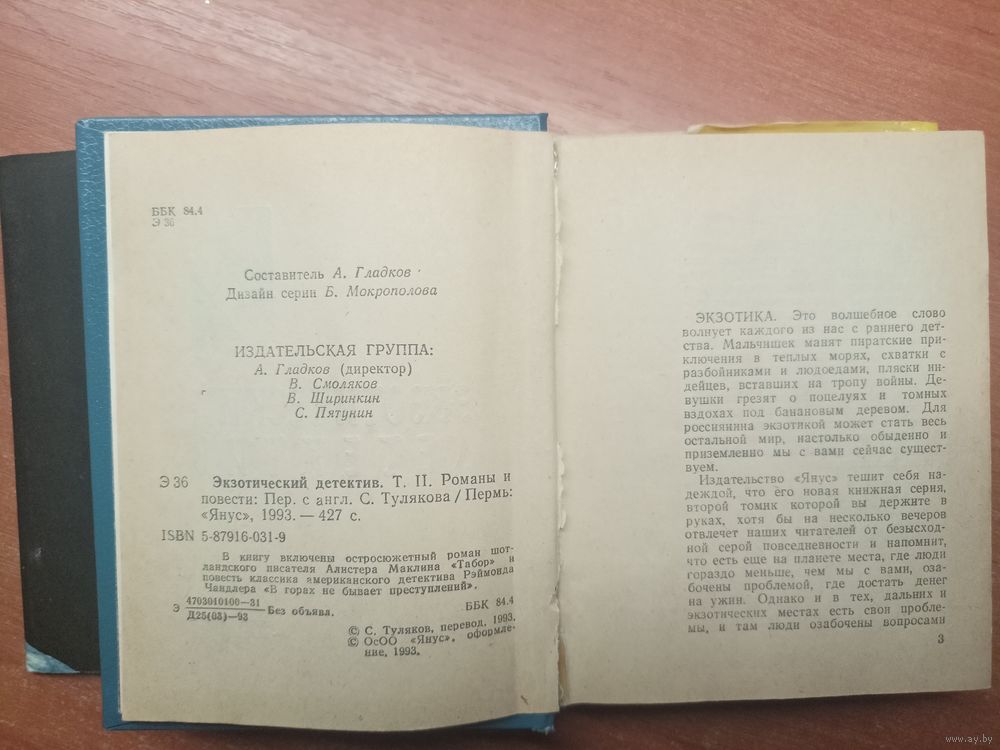 ББК 84.4
Э 36
Составитель А. Гладков
Дизайн серии Б. Мокрополова
ИЗДАТЕЛЬСКАЯ ГРУППА:
А. Гладков (директор)
В. Смоляков
В. Ширинкин
С. Пятунин
Э 36 Экзотический детектив. Т. II. Романы и
повести: Пер. с англ. С. Тулякова / Пермь:
«Янус», 1993. — 427 с.
ISBN 5-87916-031-9
В книгу включены остросюжетный роман шот-
ландского писателя Алистера Маклина «Табор» и
повесть классика американского детектива Рэймонда
Чандлера «В горах не бывает преступлений».
Э 4703010100—31
Д25(03)—93 Без объявл.
ББК 84.4
© С. Туляков, перевод, 1993.
© ОсОО «Янус», оформле-
ние, 1993.
ЭКЗОТИКА. Это волшебное слово
волнует каждого из нас с раннего дет-
ства. Мальчишек манят пиратские при-
ключения в теплых морях, схватки с
разбойниками и людоедами, пляски ин-
дейцев, вставших на тропу войны. Де-
вушки грезят о поцелуях и томных
вздохах под банановым деревом. Для
россиянина экзотикой может стать весь
остальной мир, настолько обыденно и
приземленно мы с вами сейчас сущест-
вуем.
Издательство «Янус» тешит себя на-
деждой, что его новая книжная серия,
второй томик которой вы держите в
руках, хотя бы на несколько вечеров
отвлечет наших читателей от безысход-
ной серой повседневности и напомнит,
что есть еще на планете места, где люди
гораздо меньше, чем мы с вами, оза-
бочены проблемой, где достать денег
на ужин. Однако и в тех, дальних и
экзотических местах есть свои пробле-
мы, и там люди озабочены вопросами
3
www.ay.by